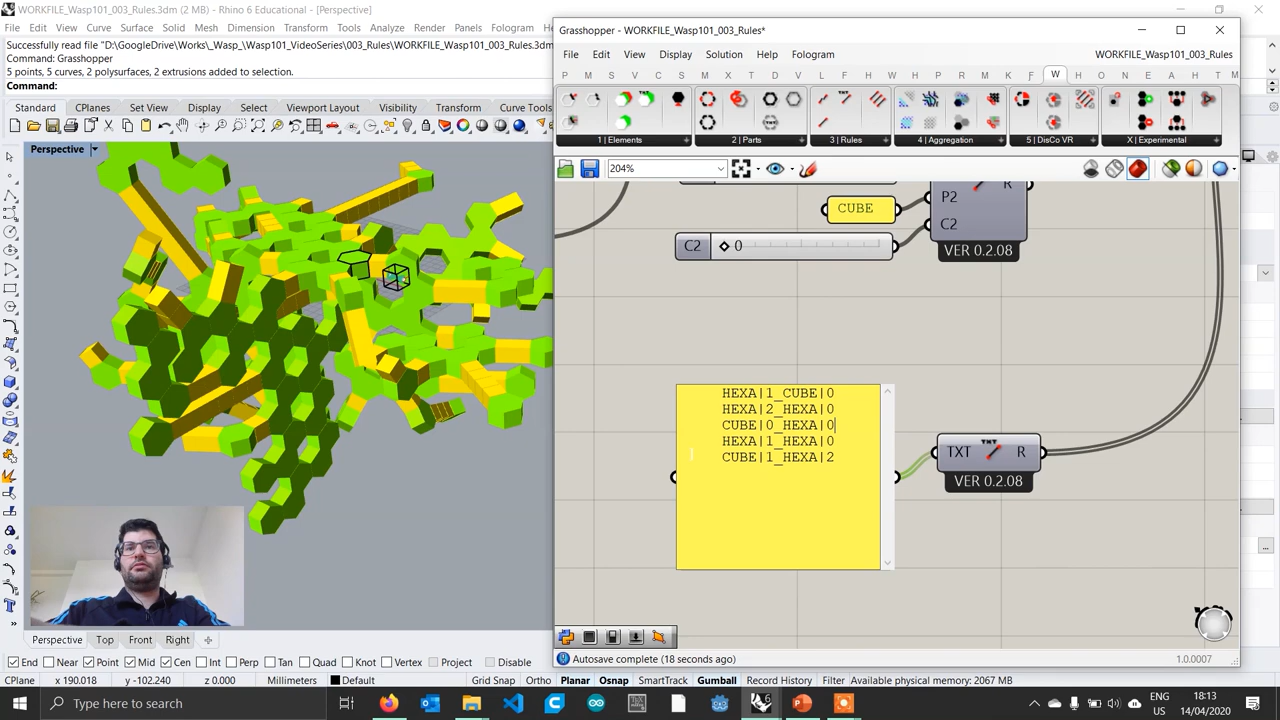 WORKFILE_Wasp101_003_Rules.3dm (2 MB) - Rhino 6 Educational - [Perspective]
File Edit View Curve Surface Solid Mesh Dimension Transform Tools Analyze Render Panels Fologram
Successfully read file "D:\GoogleDrive\Works\_Wasp_\Wasp101_VideoSeries\003_Rules\WORKFILE_Wasp101_003_Rules.3dm
Command: Grasshopper
5 points, 5 curves, 2 polysurfaces, 2 extrusions added to selection.
Command:
Standard CPlanes Set View Display Select Viewport Layout Visibility Transform Curve Tools
Perspective
Grasshopper - WORKFILE_Wasp101_003_Rules*
File Edit View Display Solution Help Fologram
WORKFILE_Wasp101_003_Rules
P M S V C S M I X T D L F K W A P R M K F W H C O I S E A B K H C H T M
1 | Elements
2 | Parts
3 | Rules
4 | Aggregation
5 | DisCo VR
X | Experimental
204%
CUBE
P2
R
C2
C2 0
VER 0.2.08
HEXA|1_CUBE|0
HEXA|2_HEXA|0
CUBE|0_HEXA|0
HEXA|1_HEXA|0
CUBE|1_HEXA|2
TXT R
VER 0.2.08
Autosave complete (18 seconds ago)
1.0.0007
Perspective Top Front Right
End Near Point Mid Cen Int Perp Tan Quad Knot Vertex Project Disable
CPlane x 190.018 y -102.240 z 0.000 Millimeters Default Grid Snap Ortho Planar Osnap SmartTrack Gumball Record History Filter Available physical memory: 2067 MB
Type here to search
ENG
18:13
14/04/2020